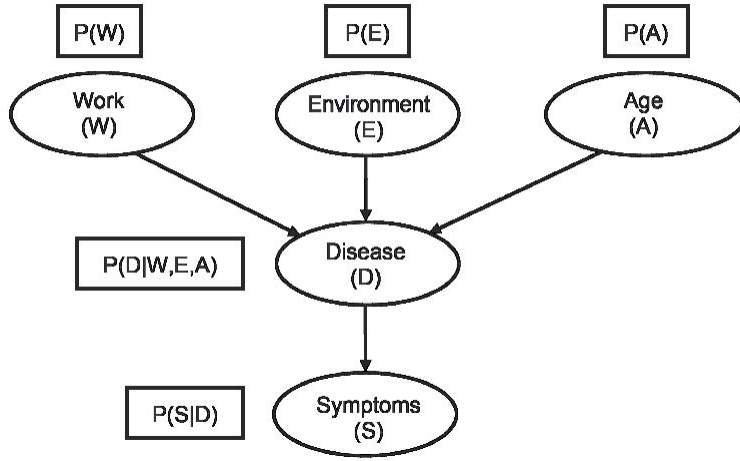 P(W)
P(E)
P(A)
Work
(W)
Environment
(E)
Age
(A)
P(D|W,E,A)
Disease
(D)
P(S|D)
Symptoms
(S)